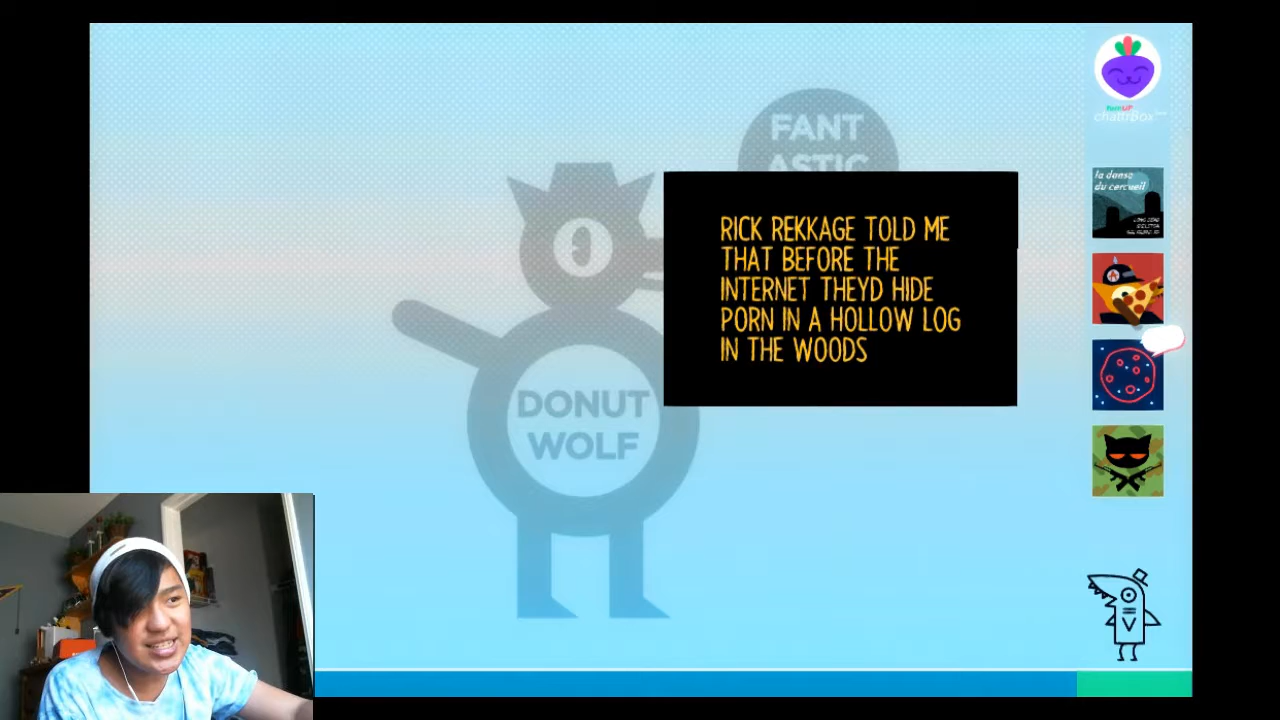 FANT
ASTIC
DONUT
WOLF
RICK REKKAGE TOLD ME
THAT BEFORE THE
INTERNET THEYD HIDE
PORN IN A HOLLOW LOG
IN THE WOODS
chattrBox
la danse
du cercueil